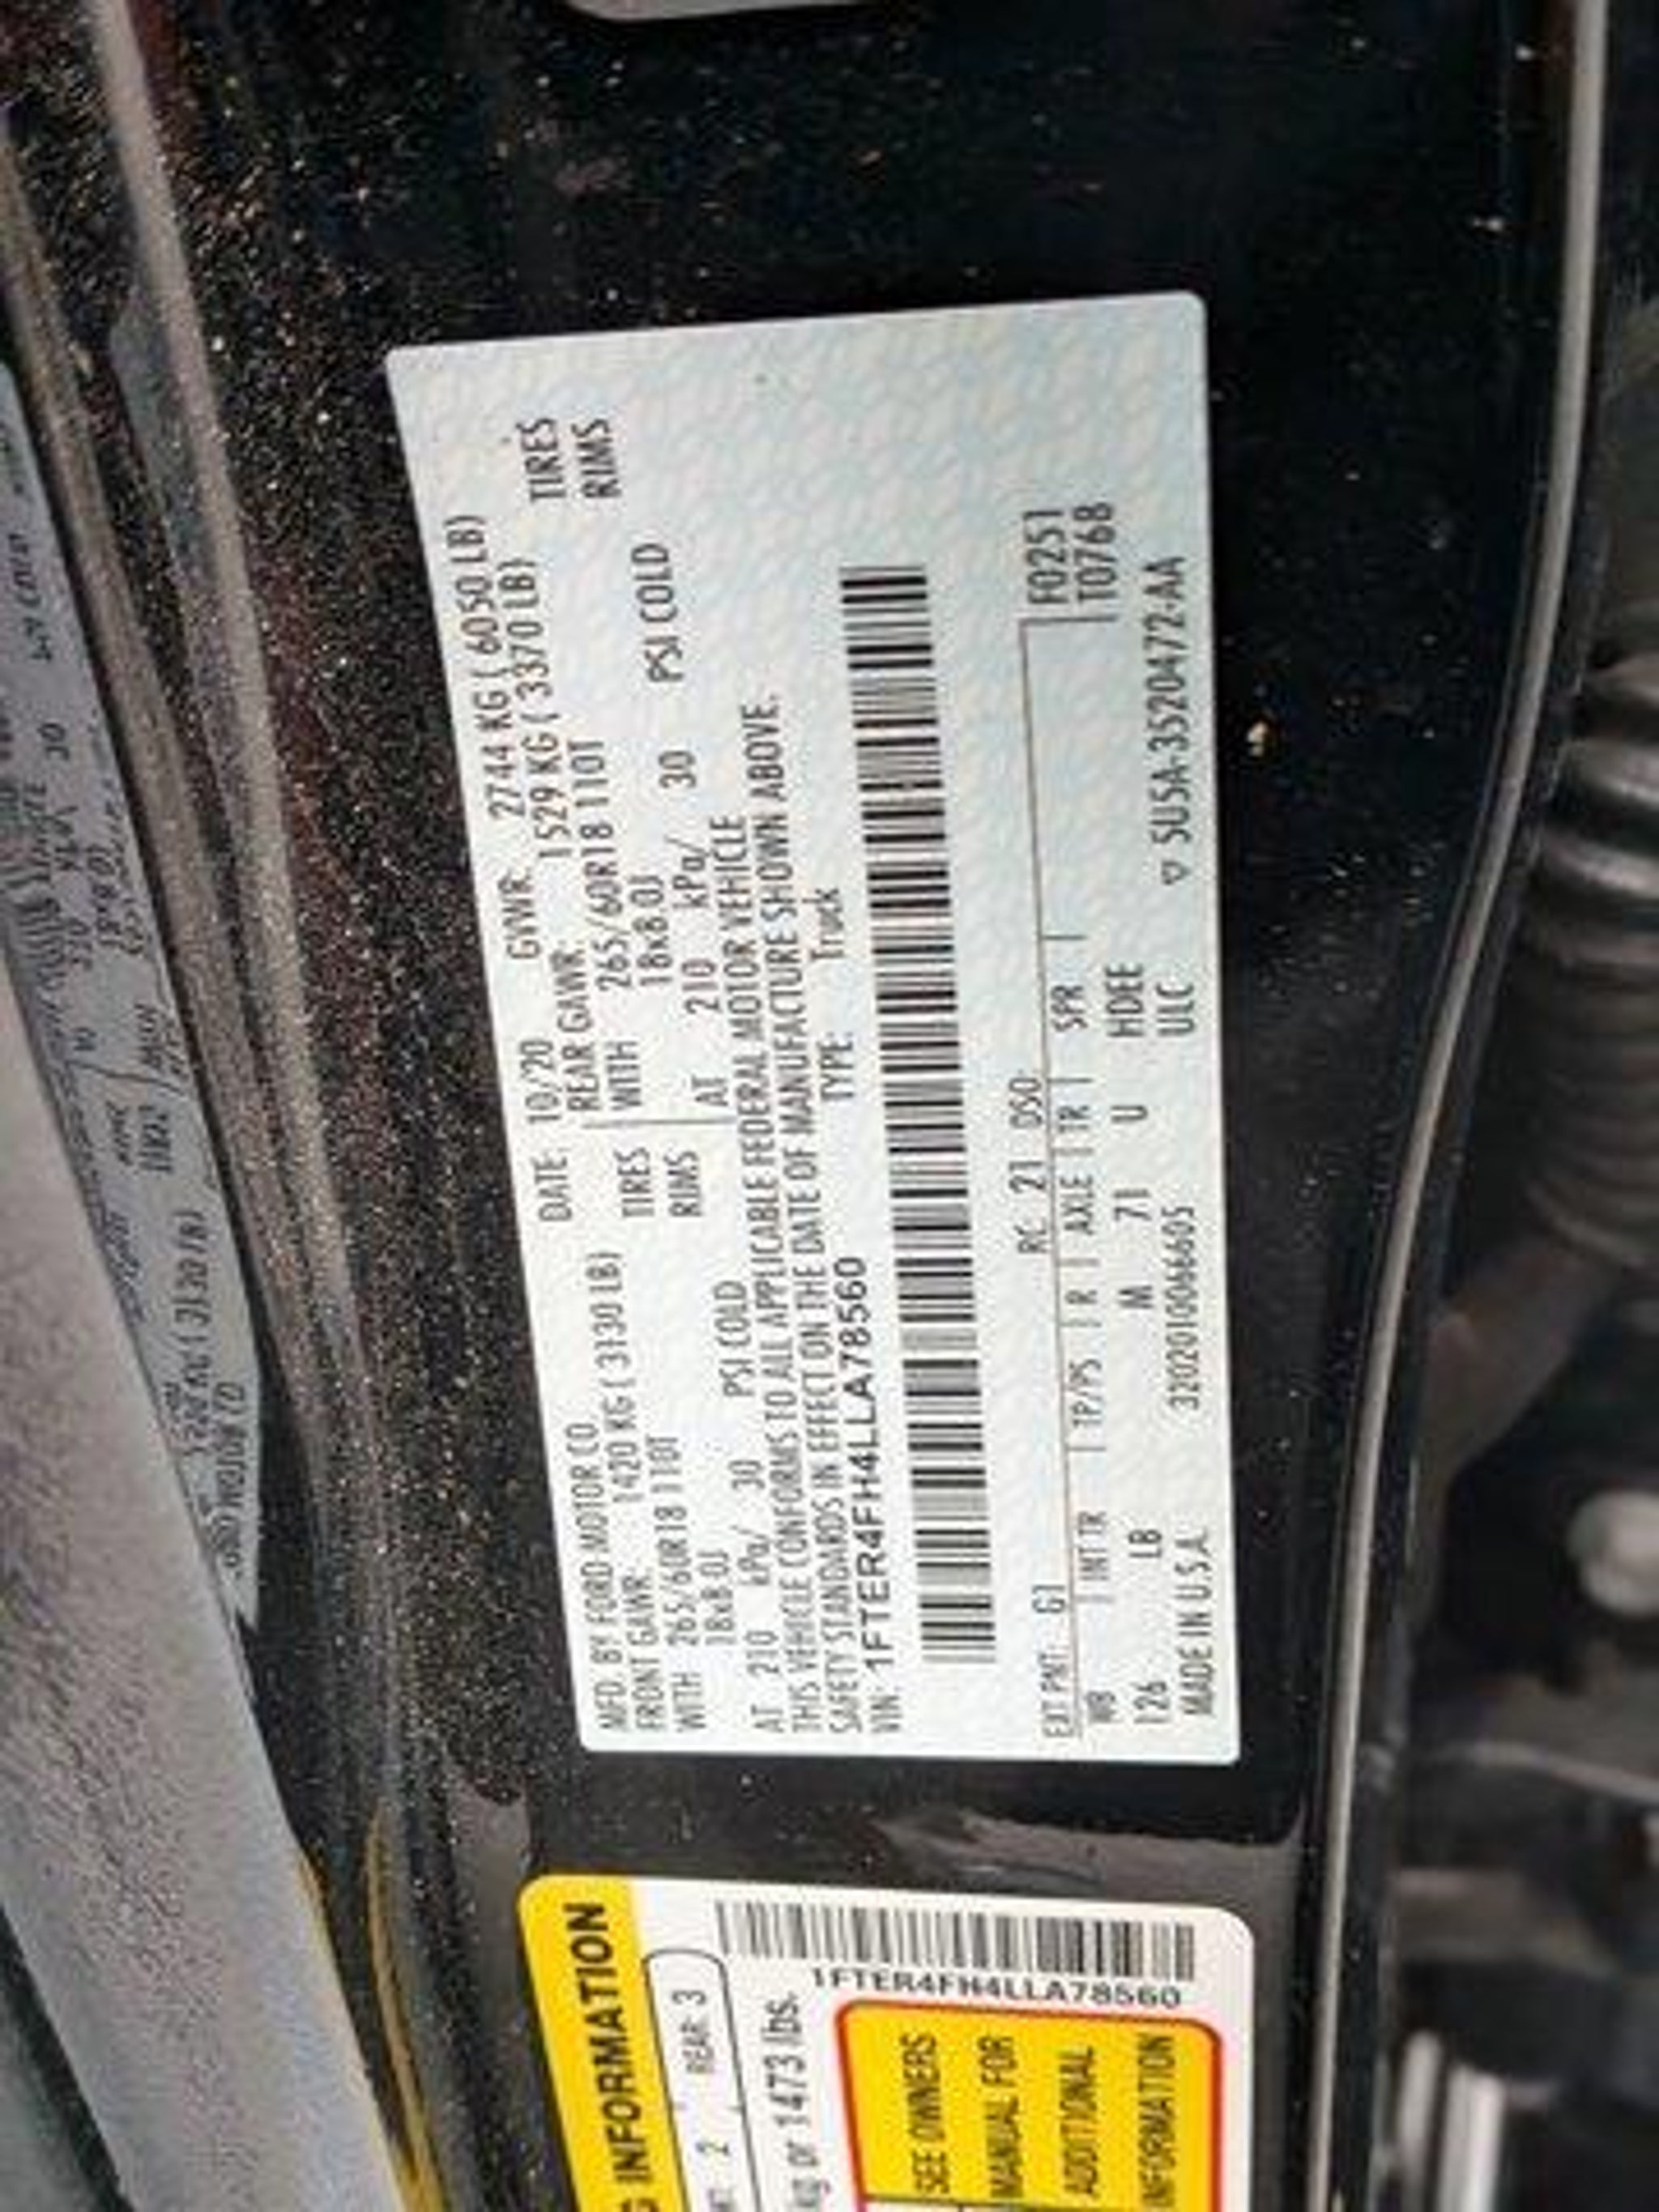 MFD. BY FORD MOTOR CO.
DATE: 10/20 GVWR: 2744 KG ( 6050 LB)
FRONT GAWR: 1420 KG ( 3130 LB) REAR GAWR: 1529 KG ( 3370 LB)
WITH 265/60R18 110T TIRES WITH 265/60R18 110T TIRES
18x8.0J RIMS 18x8.0J RIMS
AT 210 kPa/ 30 PSI COLD AT 210 kPa/ 30 PSI COLD
THIS VEHICLE CONFORMS TO ALL APPLICABLE FEDERAL MOTOR VEHICLE
SAFETY STANDARDS IN EFFECT ON THE DATE OF MANUFACTURE SHOWN ABOVE.
VIN: 1FTER4FH4LLA78560 TYPE: Truck
EXT PNT: G1 RC: 21 DSO: F0251
WB INT TR TP/PS R AXLE TR SPR T0768
126 LB M 71 U HDEE
MADE IN U.S.A. 3202010066605 ULC ▽ 5U5A-3520472-AA
INFORMATION
2 REAR: 3
kg or 1473 lbs.
1FTER4FH4LLA78560
SEE OWNERS
MANUAL FOR
ADDITIONAL
INFORMATION